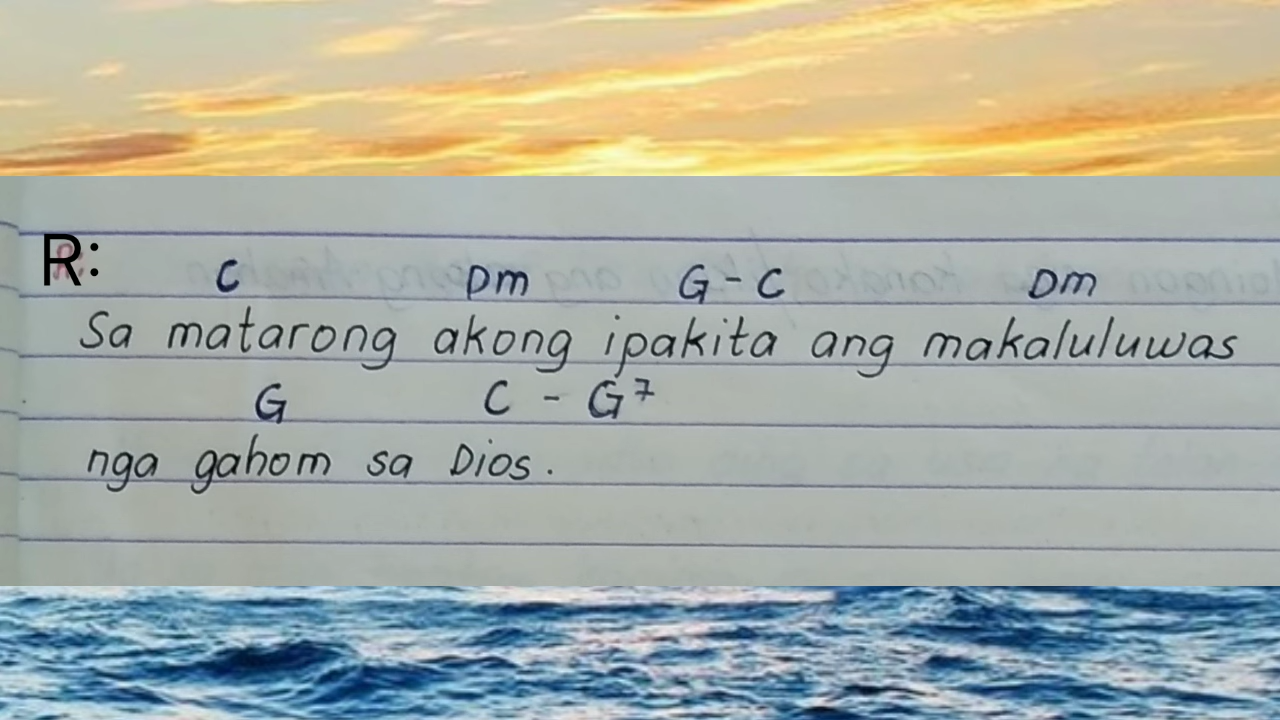 R:
C Dm G - C Dm
Sa matarong akong ipakita ang makaluluwas
G C - G7
nga gahom sa Dios.